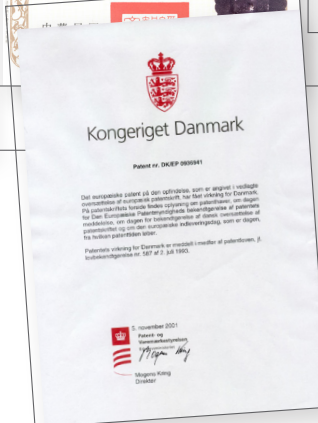 Kongeriget Danmark
Patent nr. DK/EP 0935941
Det europæiske patent på den opfindelse, som er angivet i vedlagte
oversættelse af europæisk patentskrift, har fået virkning for Danmark.
På patentskriftets forside findes oplysning om patenthaver, om dagen
for Den Europæiske Patentmyndigheds bekendtgørelse af patentets
meddelelse, om dagen for bekendtgørelse af dansk oversættelse af
patentskriftet og om den europæiske indleveringsdag, som er dagen,
fra hvilken patenttiden løber.
Patentets virkning for Danmark er meddelt i medfør af patentloven, jf.
lovbekendtgørelse nr. 587 af 2. juli 1993.
5. november 2001
Patent- og
Varemærkestyrelsen
Mogens Kring
Direktør